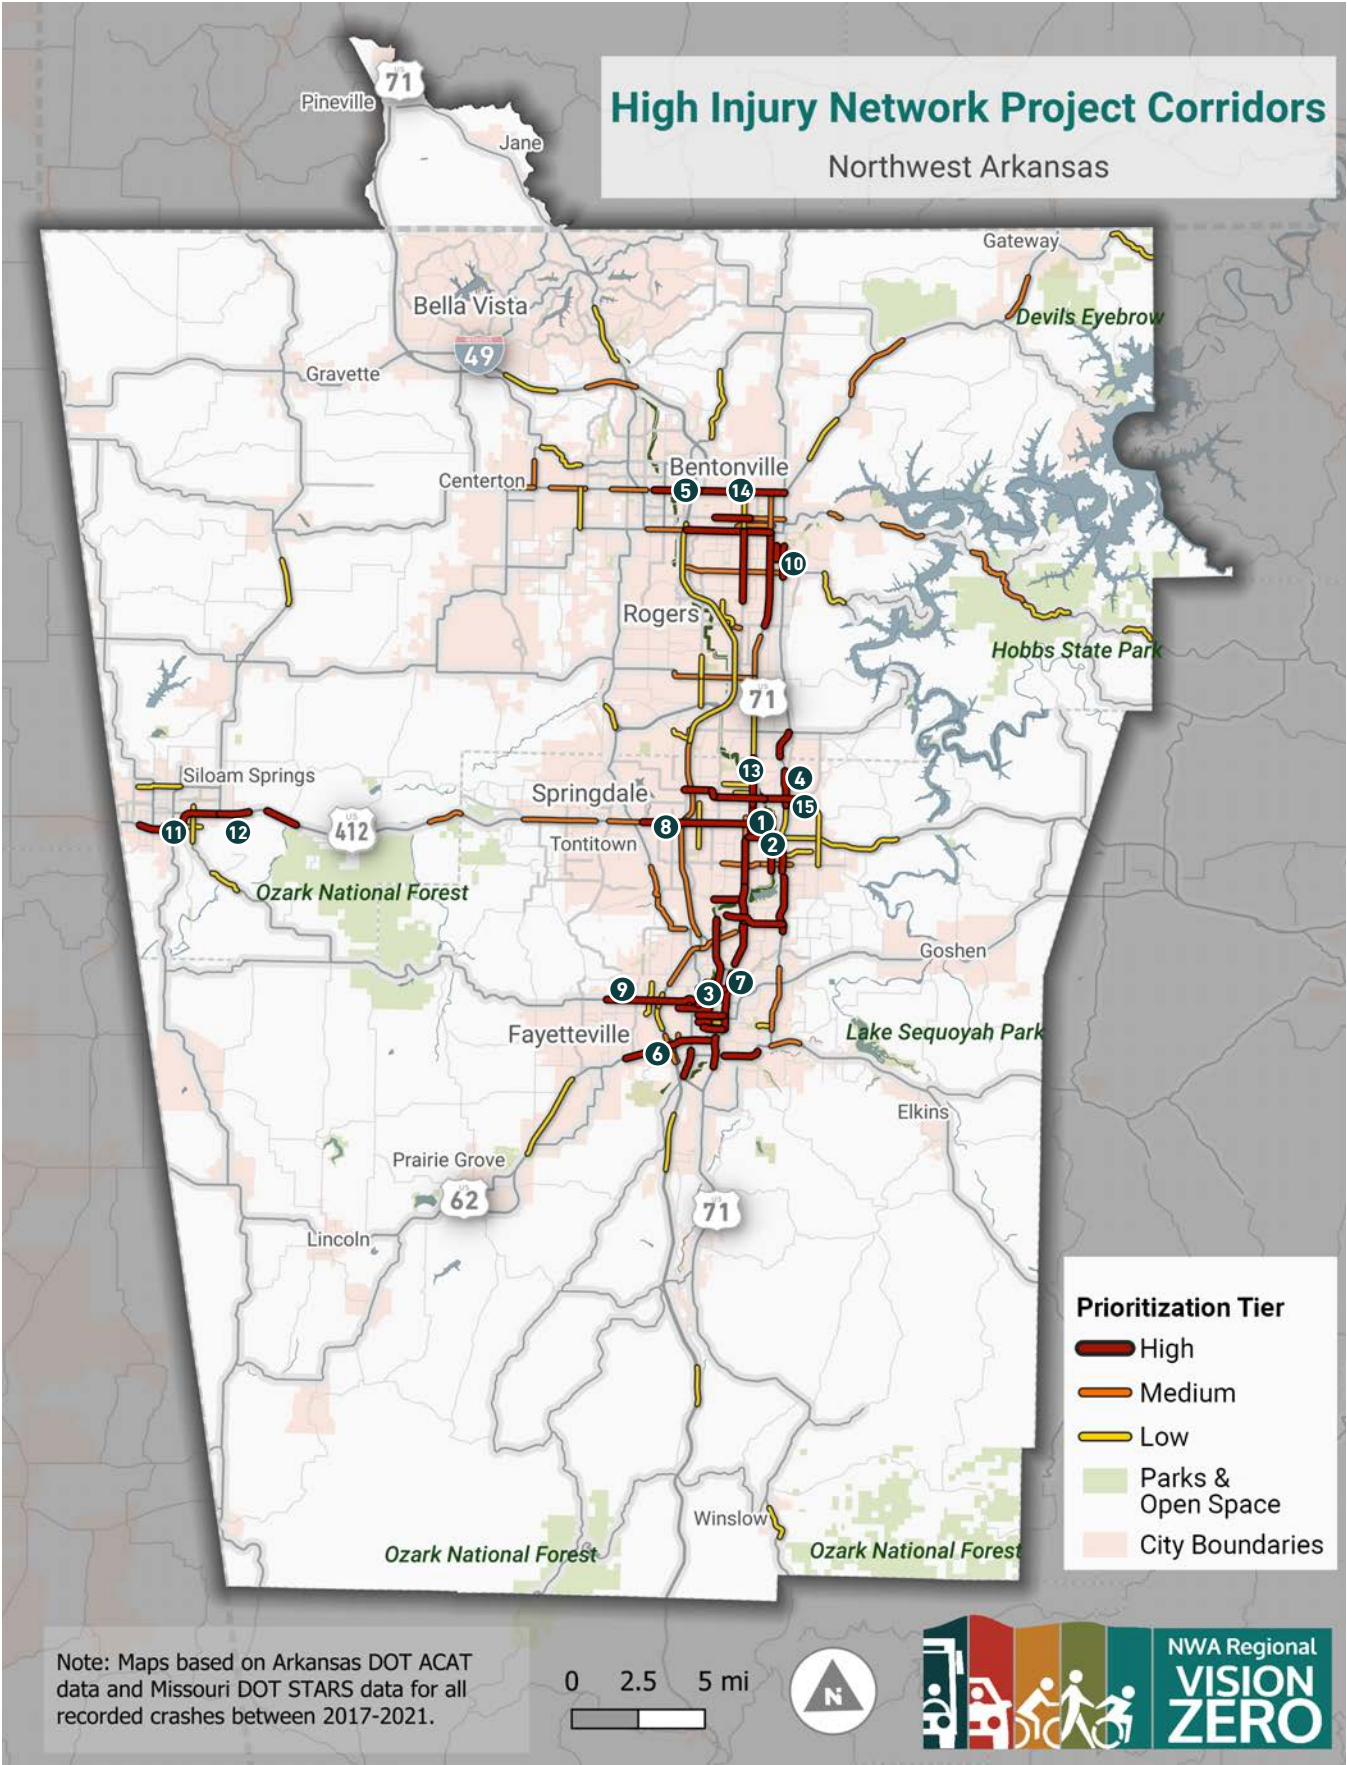 High Injury Network Project Corridors
Northwest Arkansas
US
71
Pineville
Jane
Gateway
Bella Vista
Devils Eyebrow
49
Gravette
Bentonville
Centerton
5
14
10
Rogers
Hobbs State Park
US
71
13
4
Siloam Springs
Springdale
15
11
12
US
412
8
1
2
Tontitown
Ozark National Forest
Goshen
9
3
7
Fayetteville
Lake Sequoyah Park
6
Elkins
Prairie Grove
US
62
US
71
Lincoln
Winslow
Ozark National Forest
Ozark National Forest
Prioritization Tier
High
Medium
Low
Parks &
Open Space
City Boundaries
Note: Maps based on Arkansas DOT ACAT
data and Missouri DOT STARS data for all
recorded crashes between 2017-2021.
0 2.5 5 mi
N
NWA Regional
VISION
ZERO